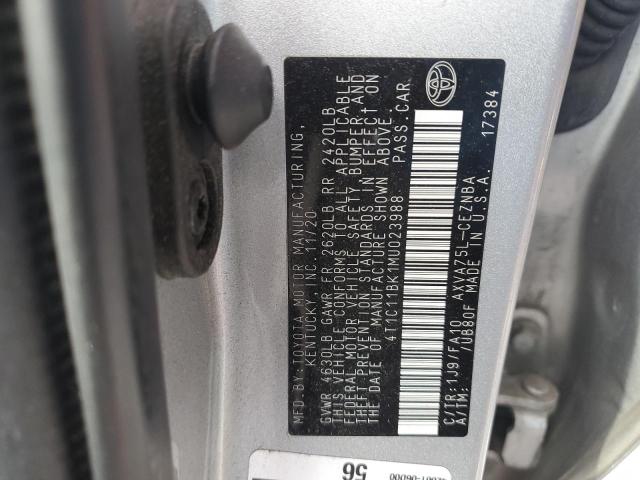 MFD. BY: TOYOTA MOTOR MANUFACTURING,
KENTUCKY, INC. 11/20
GVWR 4630LB GAWR FR 2620LB RR 2420LB
THIS VEHICLE CONFORMS TO ALL APPLICABLE
FEDERAL MOTOR VEHICLE SAFETY, BUMPER, AND
THEFT PREVENTION STANDARDS IN EFFECT ON
THE DATE OF MANUFACTURE SHOWN ABOVE.
4T1C11BK1MU023988 PASS. CAR
C/TR: 1J9/FA10 AXVA75L-CEZNBA
A/TM: /UB80F MADE IN U.S.A. 17384
56